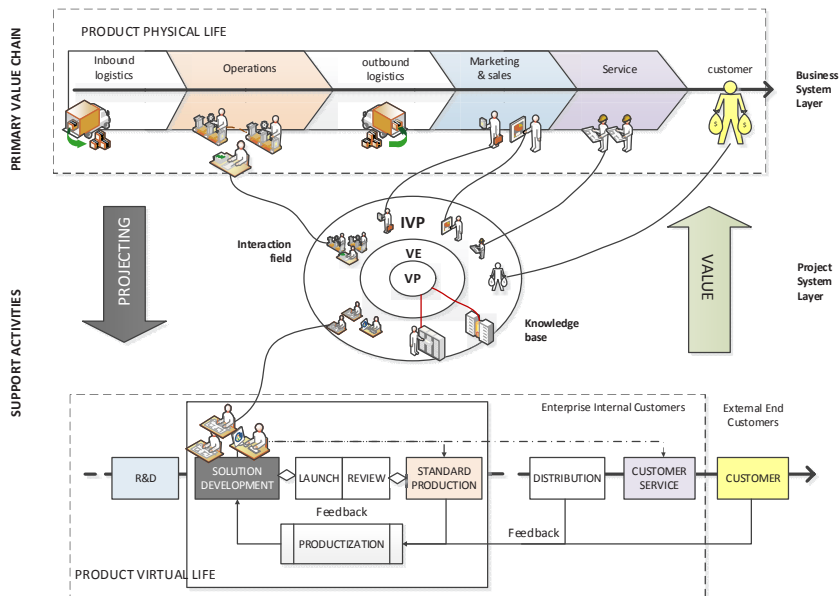 PRODUCT PHYSICAL LIFE
PRIMARY VALUE CHAIN
Inbound
logistics
Operations
outbound
logistics
Marketing
& sales
Service
customer
Business
System
Layer
$
$
PROJECTING
Interaction
field
IVP
VE
VP
Knowledge
base
VALUE
Project
System
Layer
SUPPORT ACTIVITIES
Enterprise Internal Customers
External End
Customers
R&D
SOLUTION
DEVELOPMENT
LAUNCH
REVIEW
STANDARD
PRODUCTION
DISTRIBUTION
CUSTOMER
SERVICE
CUSTOMER
Feedback
Feedback
PRODUCTIZATION
PRODUCT VIRTUAL LIFE